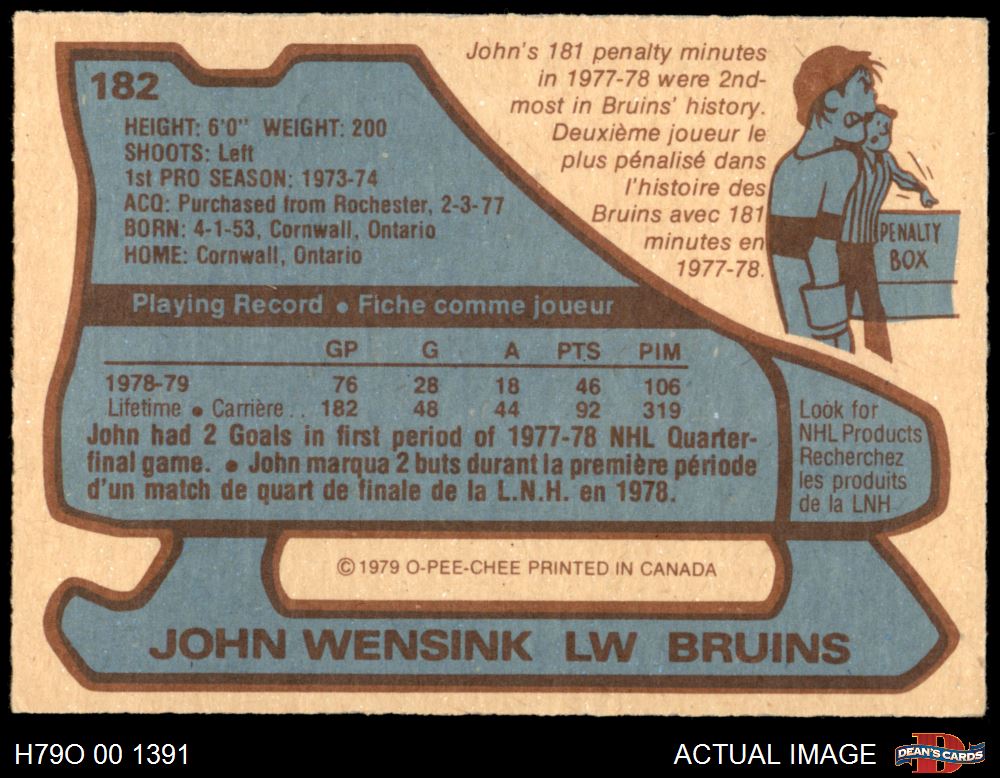 182
HEIGHT: 6'0" WEIGHT: 200
SHOOTS: Left
1st PRO SEASON: 1973-74
ACQ: Purchased from Rochester, 2-3-77
BORN: 4-1-53, Cornwall, Ontario
HOME: Cornwall, Ontario
John's 181 penalty minutes
in 1977-78 were 2nd-
most in Bruins' history.
Deuxième joueur le
plus pénalisé dans
l'histoire des
Bruins avec 181
minutes en
1977-78.
PENALTY
BOX
Playing Record • Fiche comme joueur
GP G A PTS PIM
1978-79 76 28 18 46 106
Lifetime • Carrière .. 182 48 44 92 319
John had 2 Goals in first period of 1977-78 NHL Quarter-
final game. • John marqua 2 buts durant la première période
d'un match de quart de finale de la L.N.H. en 1978.
Look for
NHL Products
Recherchez
les produits
de la LNH
©1979 O-PEE-CHEE PRINTED IN CANADA
JOHN WENSINK LW BRUINS
H79O 00 1391
ACTUAL IMAGE
DEAN'S CARDS